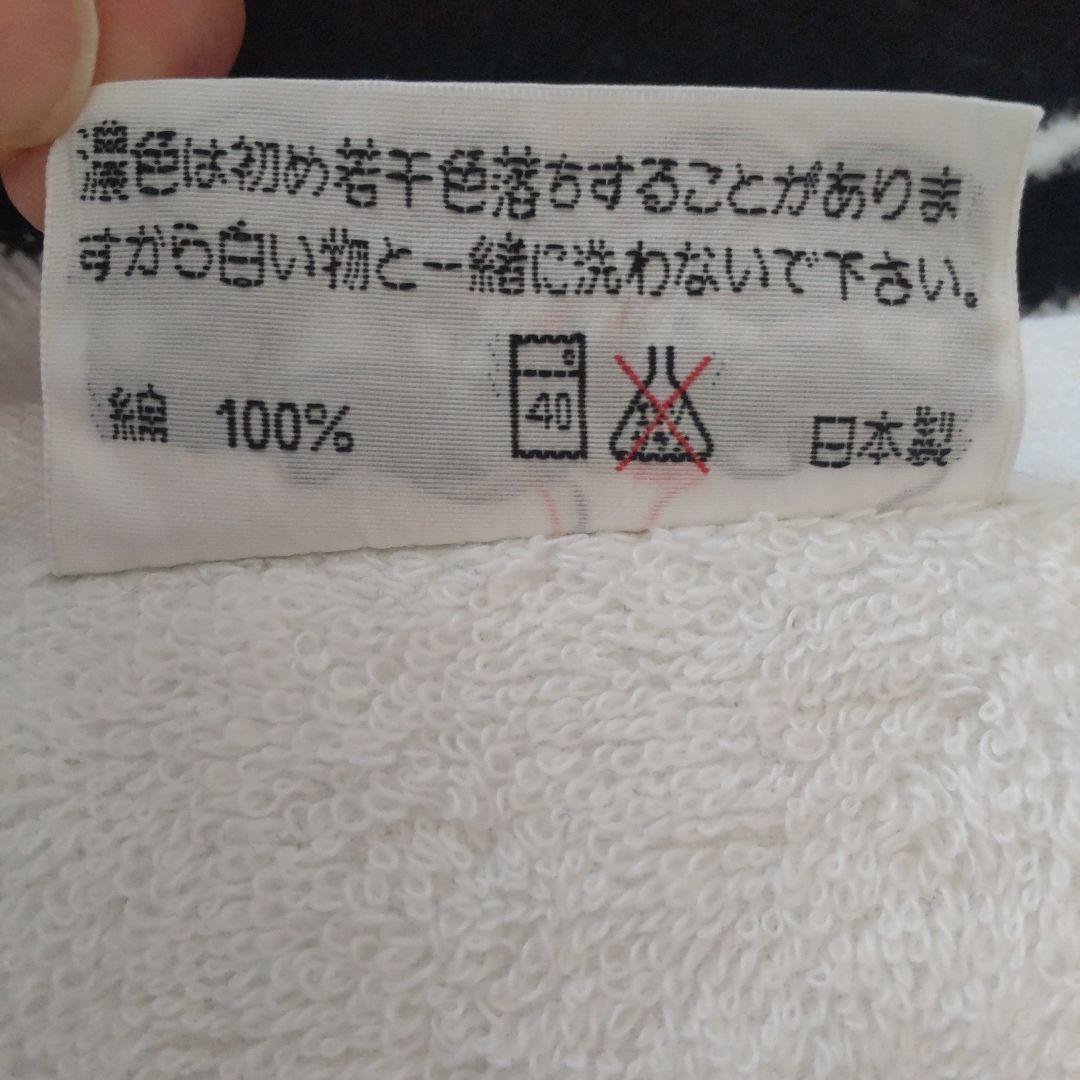 濃色は初め若干色落ちすることがありま
すから白い物と一緒に洗わないで下さい。
綿 100% 40 日本製